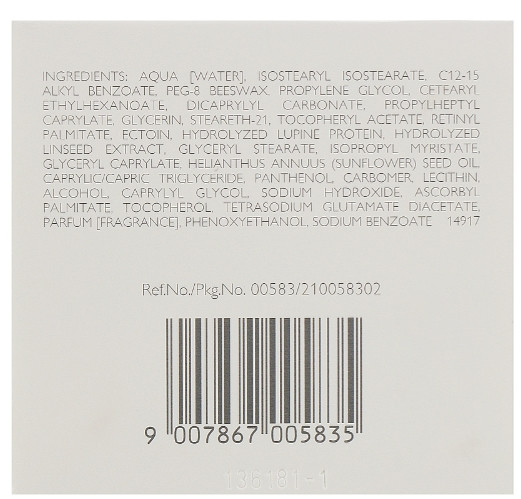 INGREDIENTS: AQUA [WATER], ISOSTEARYL ISOSTEARATE, C12-15
ALKYL BENZOATE, PEG-8 BEESWAX, PROPYLENE GLYCOL, CETEARYL
ETHYLHEXANOATE, DICAPRYLYL CARBONATE, PROPYLHEPTYL
CAPRYLATE, GLYCERIN, STEARETH-21, TOCOPHERYL ACETATE, RETINYL
PALMITATE, ECTOIN, HYDROLYZED LUPINE PROTEIN, HYDROLYZED
LINSEED EXTRACT, GLYCERYL STEARATE, ISOPROPYL MYRISTATE,
GLYCERYL CAPRYLATE, HELIANTHUS ANNUUS (SUNFLOWER) SEED OIL,
CAPRYLIC/CAPRIC TRIGLYCERIDE, PANTHENOL, CARBOMER, LECITHIN,
ALCOHOL, CAPRYLYL GLYCOL, SODIUM HYDROXIDE, ASCORBYL
PALMITATE, TOCOPHEROL, TETRASODIUM GLUTAMATE DIACETATE,
PARFUM [FRAGRANCE], PHENOXYETHANOL, SODIUM BENZOATE 14917
Ref.No./Pkg.No. 00583/210058302
9 007867 005835